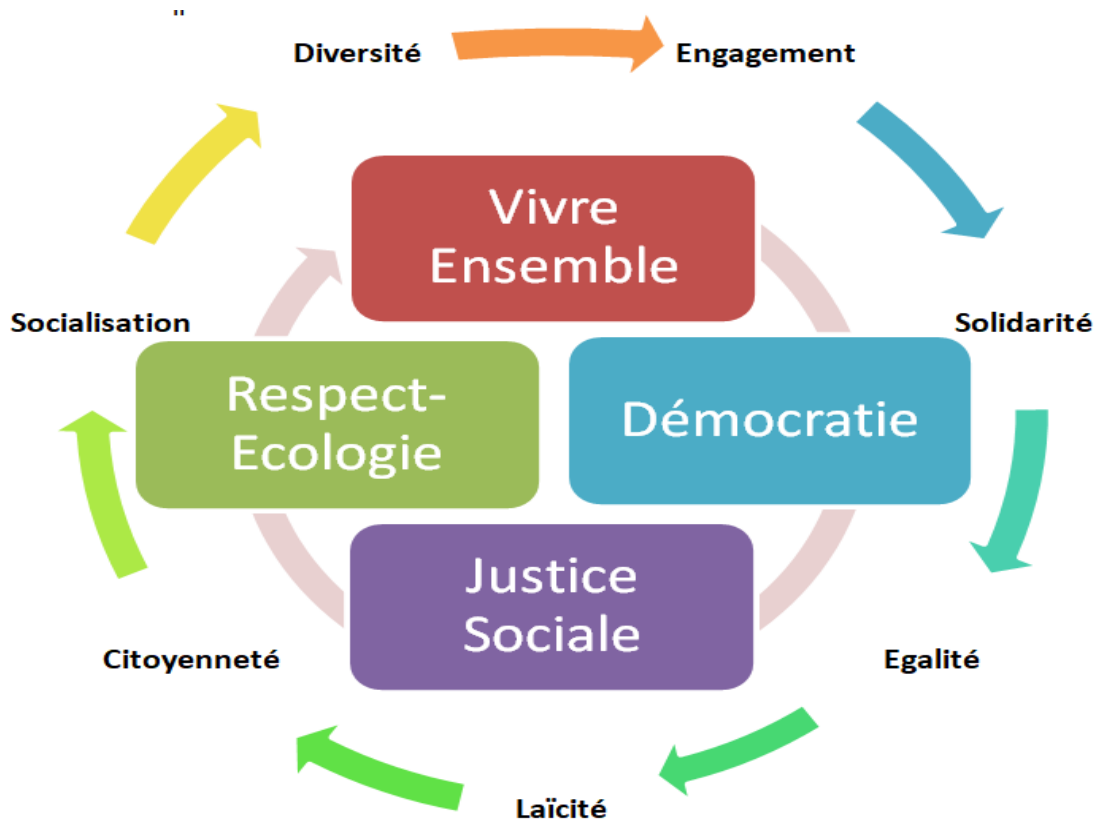 Diversité
Engagement
Vivre
Ensemble
Socialisation
Solidarité
Respect-
Ecologie
Démocratie
Justice
Sociale
Citoyenneté
Egalité
Laïcité